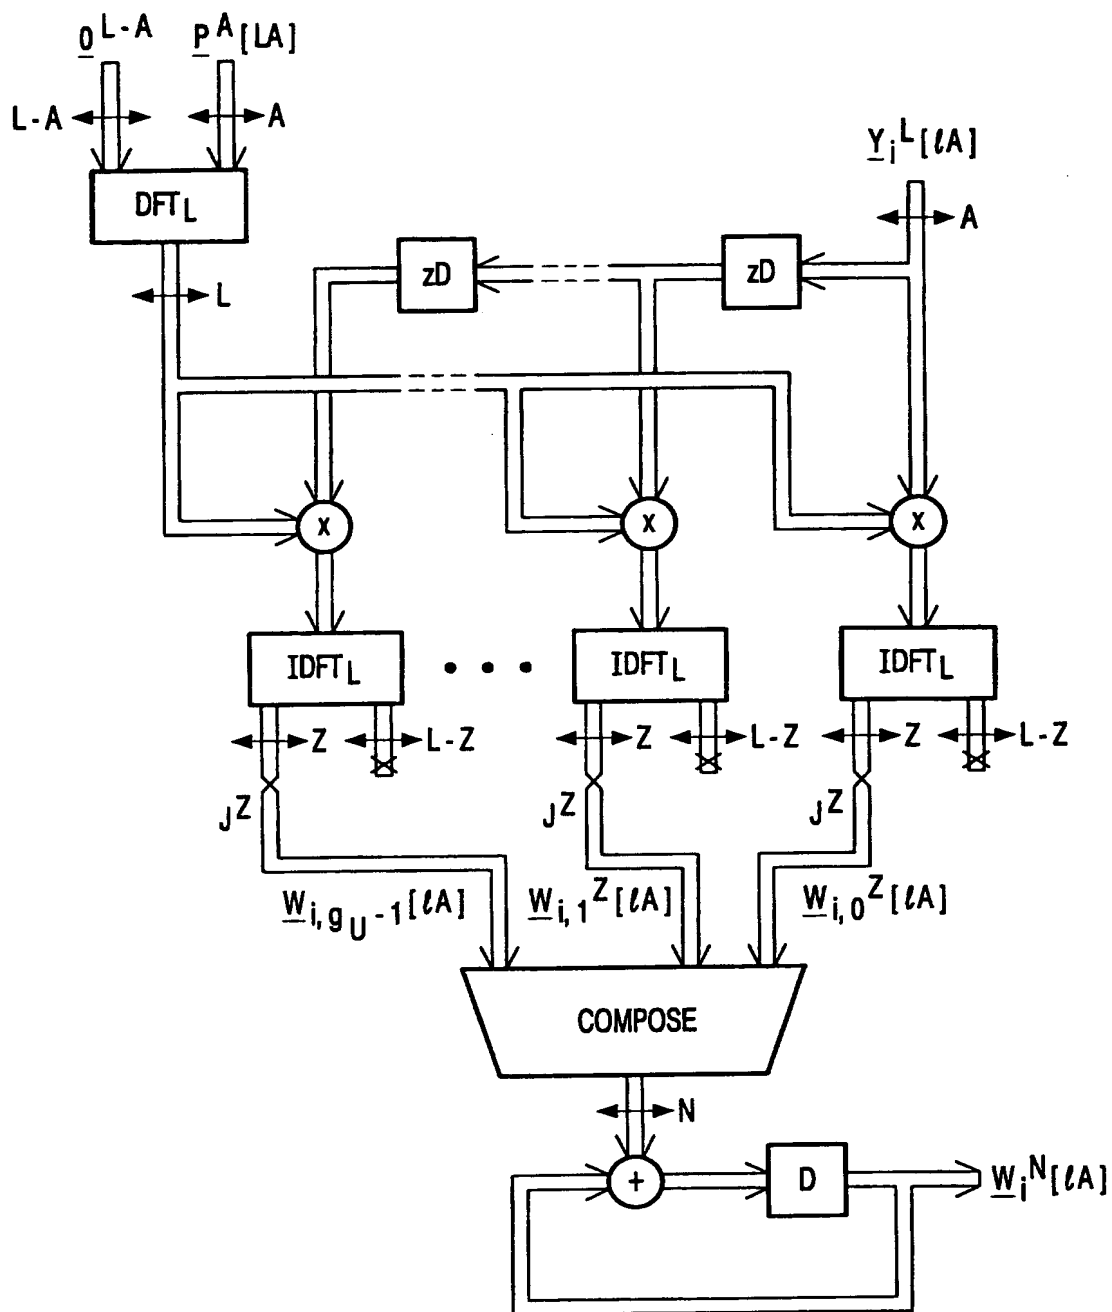 0^{L-A} P^A[LA]
L-A A
Y_i^L[ℓA]
DFT_L
A
zD zD
L
x x x
IDFT_L • • • IDFT_L IDFT_L
Z L-Z Z L-Z Z L-Z
J^Z J^Z J^Z
W_{i,g_U-1}[ℓA] W_{i,1}^Z[ℓA] W_{i,0}^Z[ℓA]
COMPOSE
N
+ D W_i^N[ℓA]